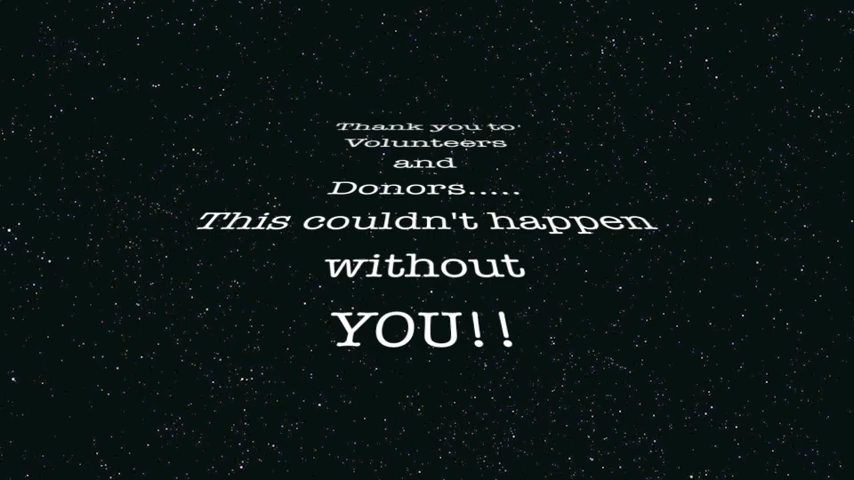 Thank you to
Volunteers
and
Donors.....
This couldn't happen
without
YOU!!